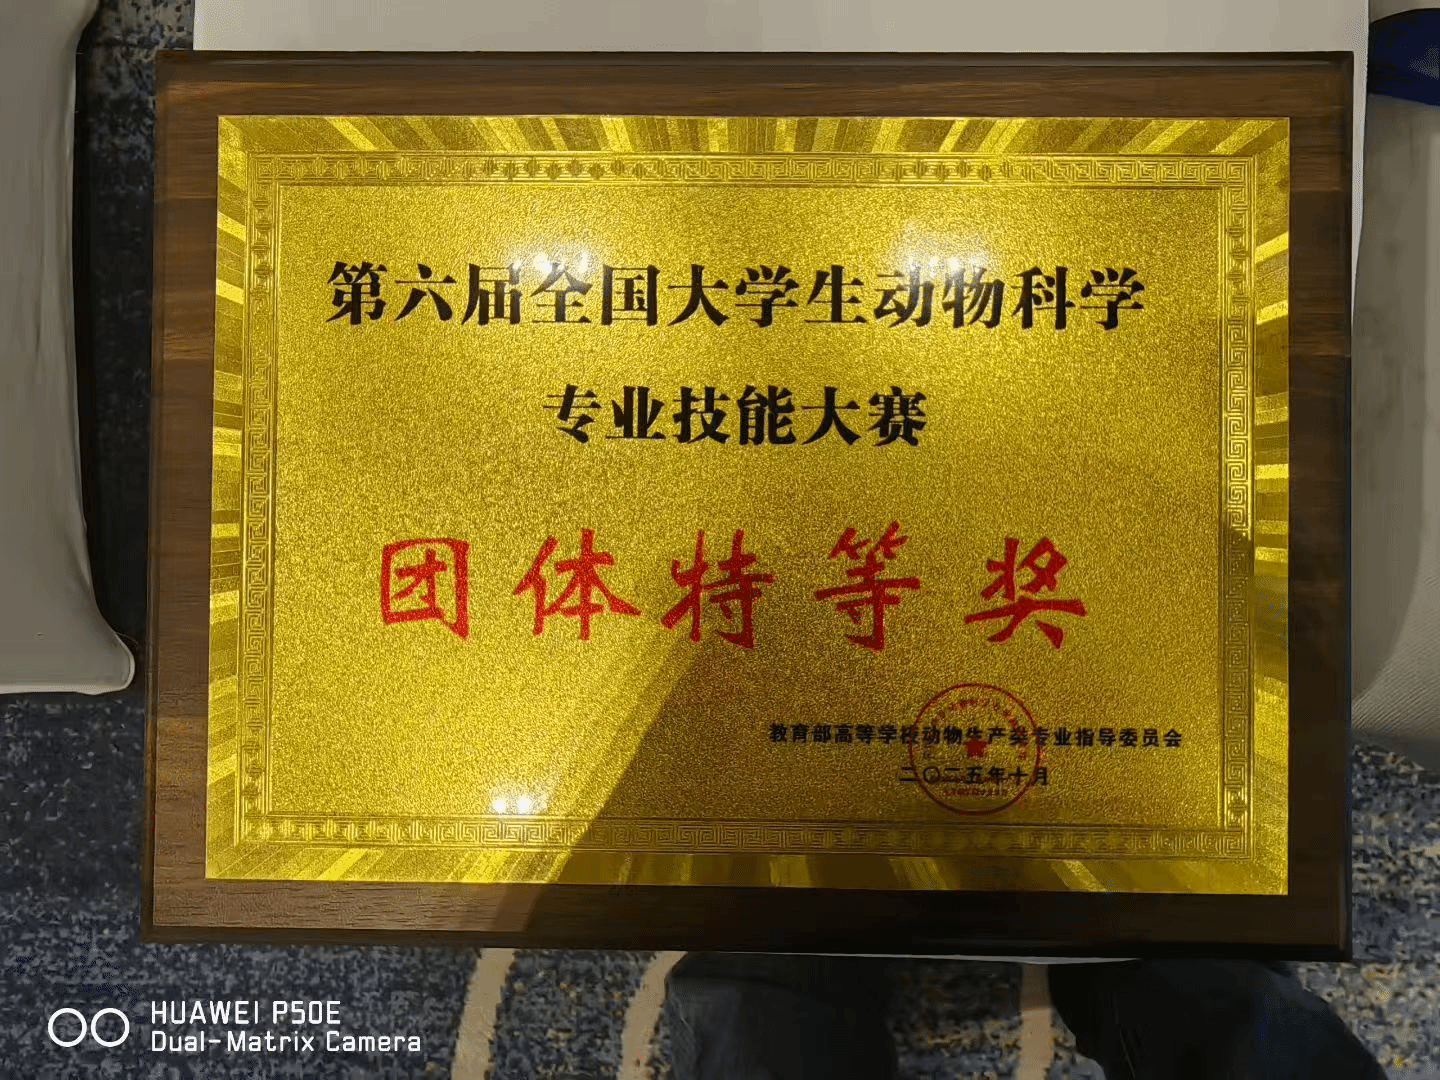 第六届全国大学生动物科学
专业技能大赛
团体特等奖
教育部高等学校动物生产类专业指导委员会
二〇二五年十月
HUAWEI P50E
Dual-Matrix Camera